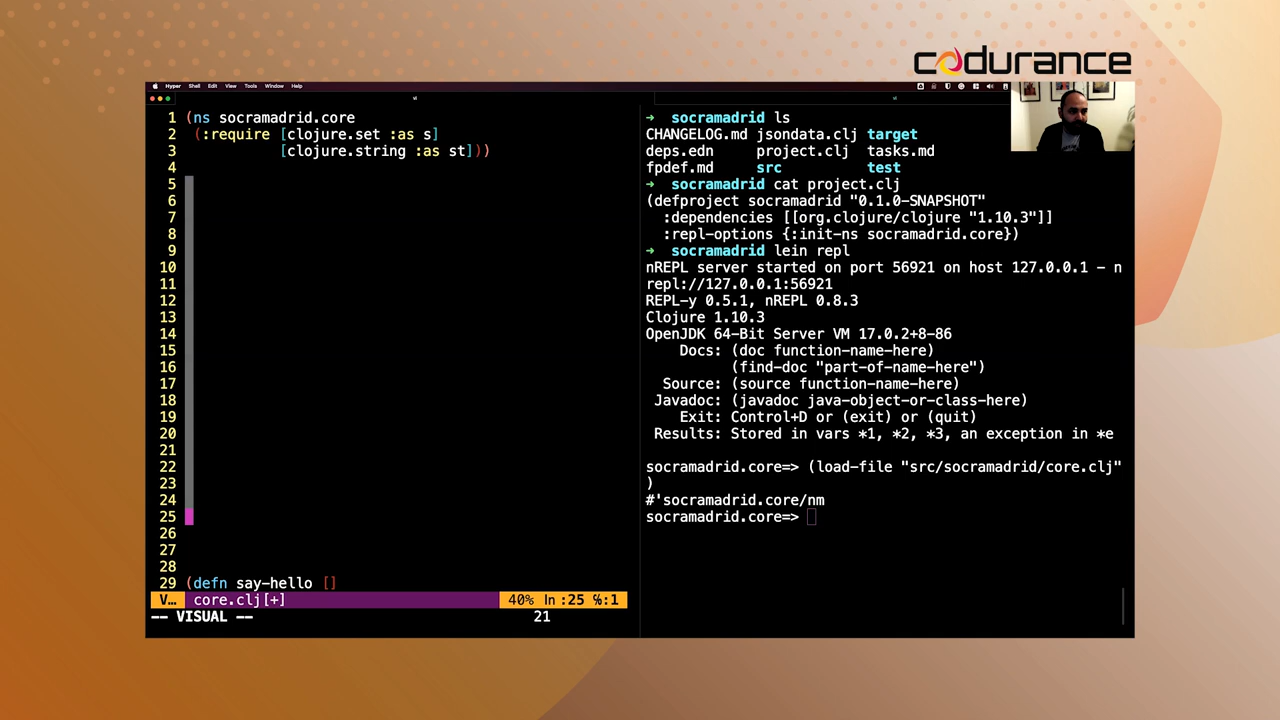 codurance
Hyper Shell Edit View Tools Window Help
vi
vi
1 (ns socramadrid.core
2 (:require [clojure.set :as s]
3 [clojure.string :as st]))
4
5
6
7
8
9
10
11
12
13
14
15
16
17
18
19
20
21
22
23
24
25
26
27
28
29 (defn say-hello []
V… core.clj[+] 40% ln :25 ℅:1
-- VISUAL -- 21
➜ socramadrid ls
CHANGELOG.md jsondata.clj target
deps.edn project.clj tasks.md
fpdef.md src test
➜ socramadrid cat project.clj
(defproject socramadrid "0.1.0-SNAPSHOT"
:dependencies [[org.clojure/clojure "1.10.3"]]
:repl-options {:init-ns socramadrid.core})
➜ socramadrid lein repl
nREPL server started on port 56921 on host 127.0.0.1 - n
repl://127.0.0.1:56921
REPL-y 0.5.1, nREPL 0.8.3
Clojure 1.10.3
OpenJDK 64-Bit Server VM 17.0.2+8-86
Docs: (doc function-name-here)
(find-doc "part-of-name-here")
Source: (source function-name-here)
Javadoc: (javadoc java-object-or-class-here)
Exit: Control+D or (exit) or (quit)
Results: Stored in vars *1, *2, *3, an exception in *e
socramadrid.core=> (load-file "src/socramadrid/core.clj"
)
#'socramadrid.core/nm
socramadrid.core=>